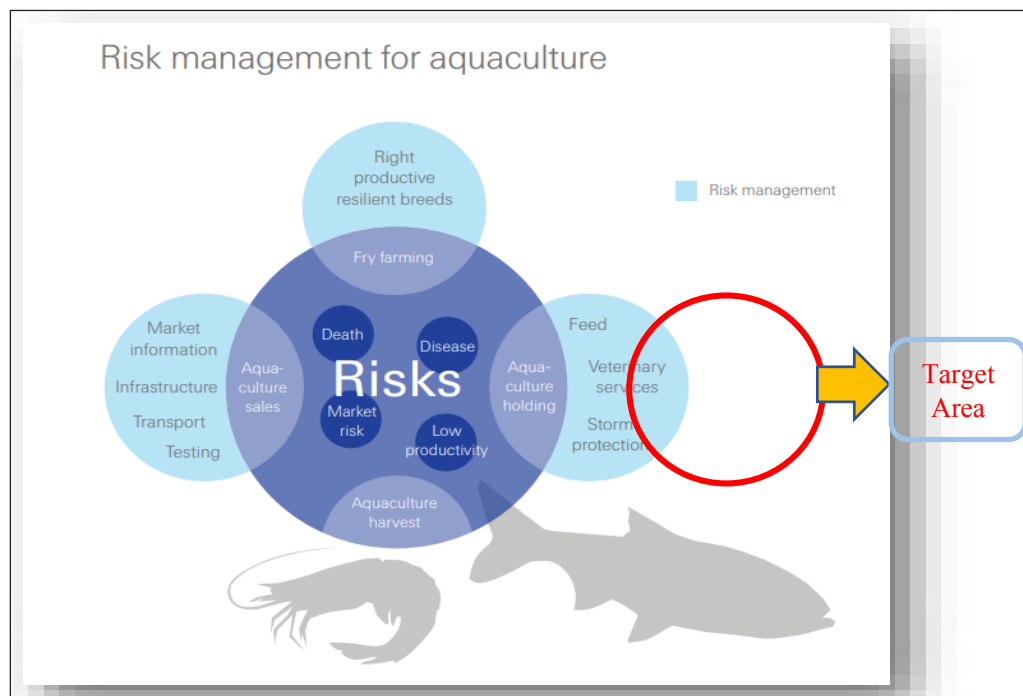 Risk management for aquaculture
Right
productive
resilient breeds
Risk management
Fry farming
Market
information
Infrastructure
Transport
Testing
Aqua-
culture
sales
Death
Disease
Risks
Market
risk
Low
productivity
Aqua-
culture
holding
Feed
Veterinary
services
Storm
protection
Target
Area
Aquaculture
harvest